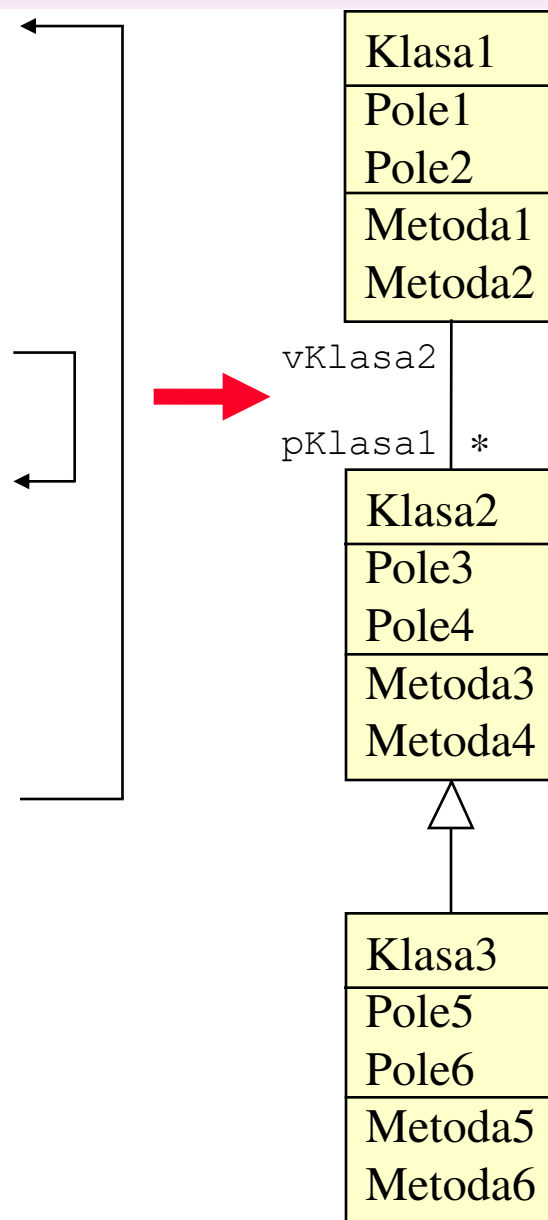 Klasa1
Pole1
Pole2
Metoda1
Metoda2
vKlasa2
pKlasa1 *
Klasa2
Pole3
Pole4
Metoda3
Metoda4
Klasa3
Pole5
Pole6
Metoda5
Metoda6